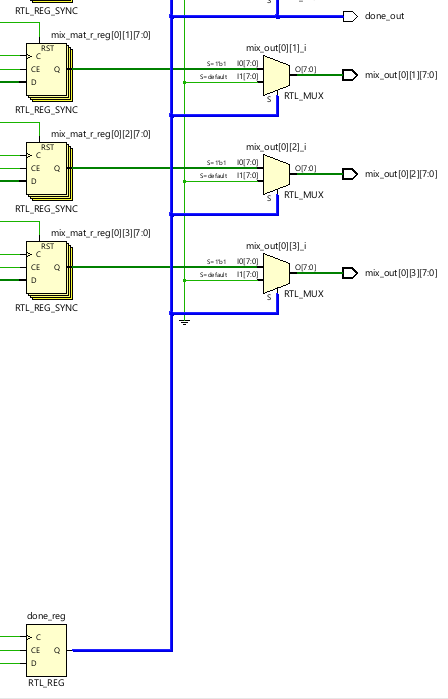 RTL_REG_SYNC
done_out
mix_mat_r_reg[0][1][7:0]
RST
C
CE
Q
D
RTL_REG_SYNC
mix_out[0][1]_i
S=1'b1
I0[7:0]
S=default
I1[7:0]
O[7:0]
S
RTL_MUX
mix_out[0][1][7:0]
mix_mat_r_reg[0][2][7:0]
RST
C
CE
Q
D
RTL_REG_SYNC
mix_out[0][2]_i
S=1'b1
I0[7:0]
S=default
I1[7:0]
O[7:0]
S
RTL_MUX
mix_out[0][2][7:0]
mix_mat_r_reg[0][3][7:0]
RST
C
CE
Q
D
RTL_REG_SYNC
mix_out[0][3]_i
S=1'b1
I0[7:0]
S=default
I1[7:0]
O[7:0]
S
RTL_MUX
mix_out[0][3][7:0]
done_reg
C
CE
Q
D
RTL_REG